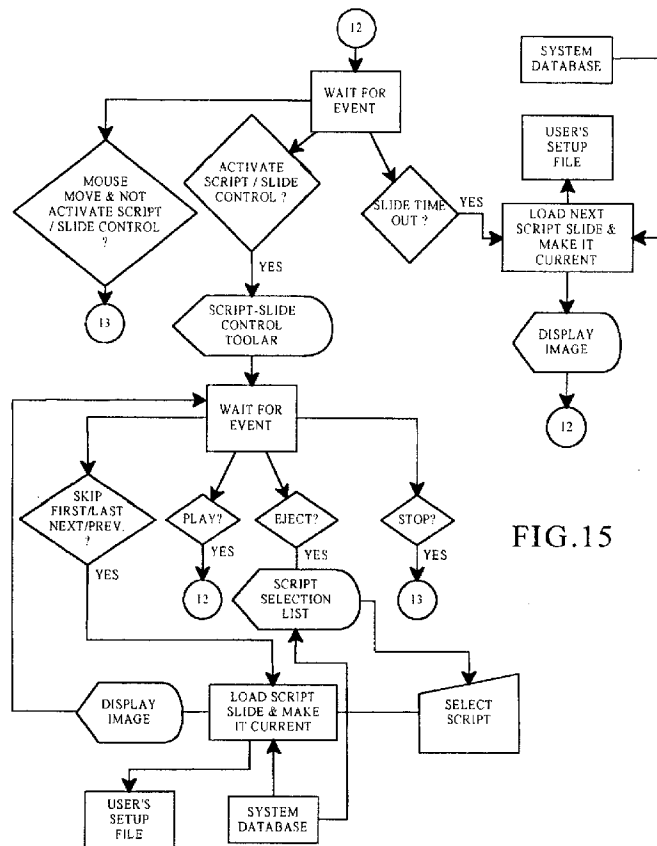 12
WAIT FOR
EVENT
SYSTEM
DATABASE
USER'S
SETUP
FILE
MOUSE
MOVE & NOT
ACTIVATE SCRIPT
/ SLIDE CONTROL
?
ACTIVATE
SCRIPT / SLIDE
CONTROL ?
SLIDE TIME
OUT ?
YES
LOAD NEXT
SCRIPT SLIDE &
MAKE IT
CURRENT
YES
13
SCRIPT-SLIDE
CONTROL
TOOLAR
DISPLAY
IMAGE
12
WAIT FOR
EVENT
SKIP
FIRST/LAST
NEXT/PREV.
?
PLAY?
EJECT?
STOP?
FIG.15
YES
YES
YES
YES
12
SCRIPT
SELECTION
LIST
13
DISPLAY
IMAGE
LOAD SCRIPT
SLIDE & MAKE
IT CURRENT
SELECT
SCRIPT
USER'S
SETUP
FILE
SYSTEM
DATABASE